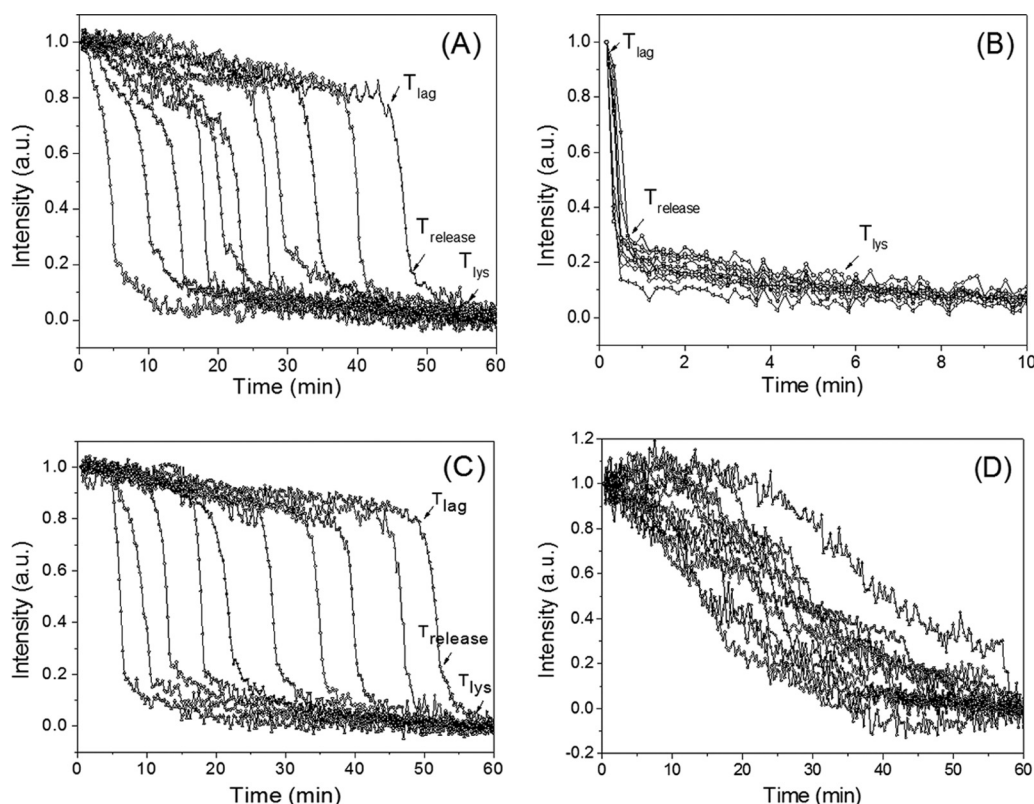 (A)
T_lag
T_release
T_lys
Intensity (a.u.)
1.0
0.8
0.6
0.4
0.2
0.0
0 10 20 30 40 50 60
Time (min)
(B)
T_lag
T_release
T_lys
Intensity (a.u.)
1.0
0.8
0.6
0.4
0.2
0.0
0 2 4 6 8 10
Time (min)
(C)
T_lag
T_release
T_lys
Intensity (a.u.)
1.0
0.8
0.6
0.4
0.2
0.0
0 10 20 30 40 50 60
Time (min)
(D)
Intensity (a.u.)
1.2
1.0
0.8
0.6
0.4
0.2
0.0
-0.2
0 10 20 30 40 50 60
Time (min)